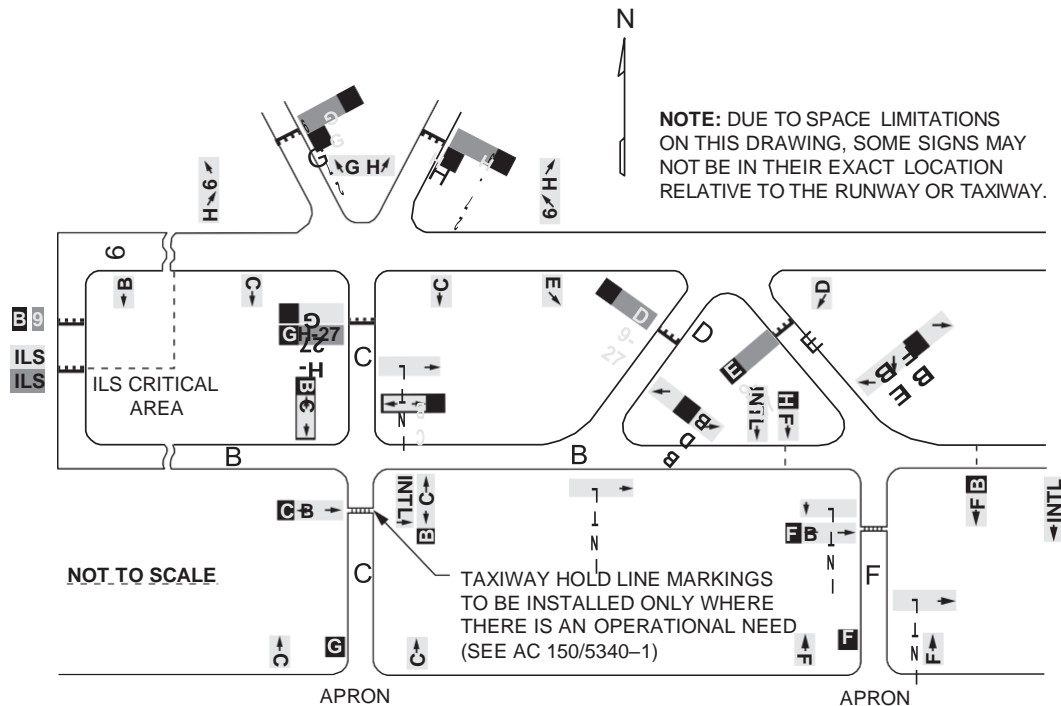 N
NOTE: DUE TO SPACE LIMITATIONS
ON THIS DRAWING, SOME SIGNS MAY
NOT BE IN THEIR EXACT LOCATION
RELATIVE TO THE RUNWAY OR TAXIWAY.
G
G H
H
H 9
H 9
9
B
C
C
E
D
B 9
G H-27
D
9-
27
D
E
C
ILS
ILS
ILS CRITICAL
AREA
B C
E
B D B
INTL
H F
B F B E
B
B
C B
INTL
B C
F B
F B
INTL
NOT TO SCALE
C
TAXIWAY HOLD LINE MARKINGS
TO BE INSTALLED ONLY WHERE
THERE IS AN OPERATIONAL NEED
(SEE AC 150/5340–1)
F
C
G
C
F
F
F
APRON
APRON